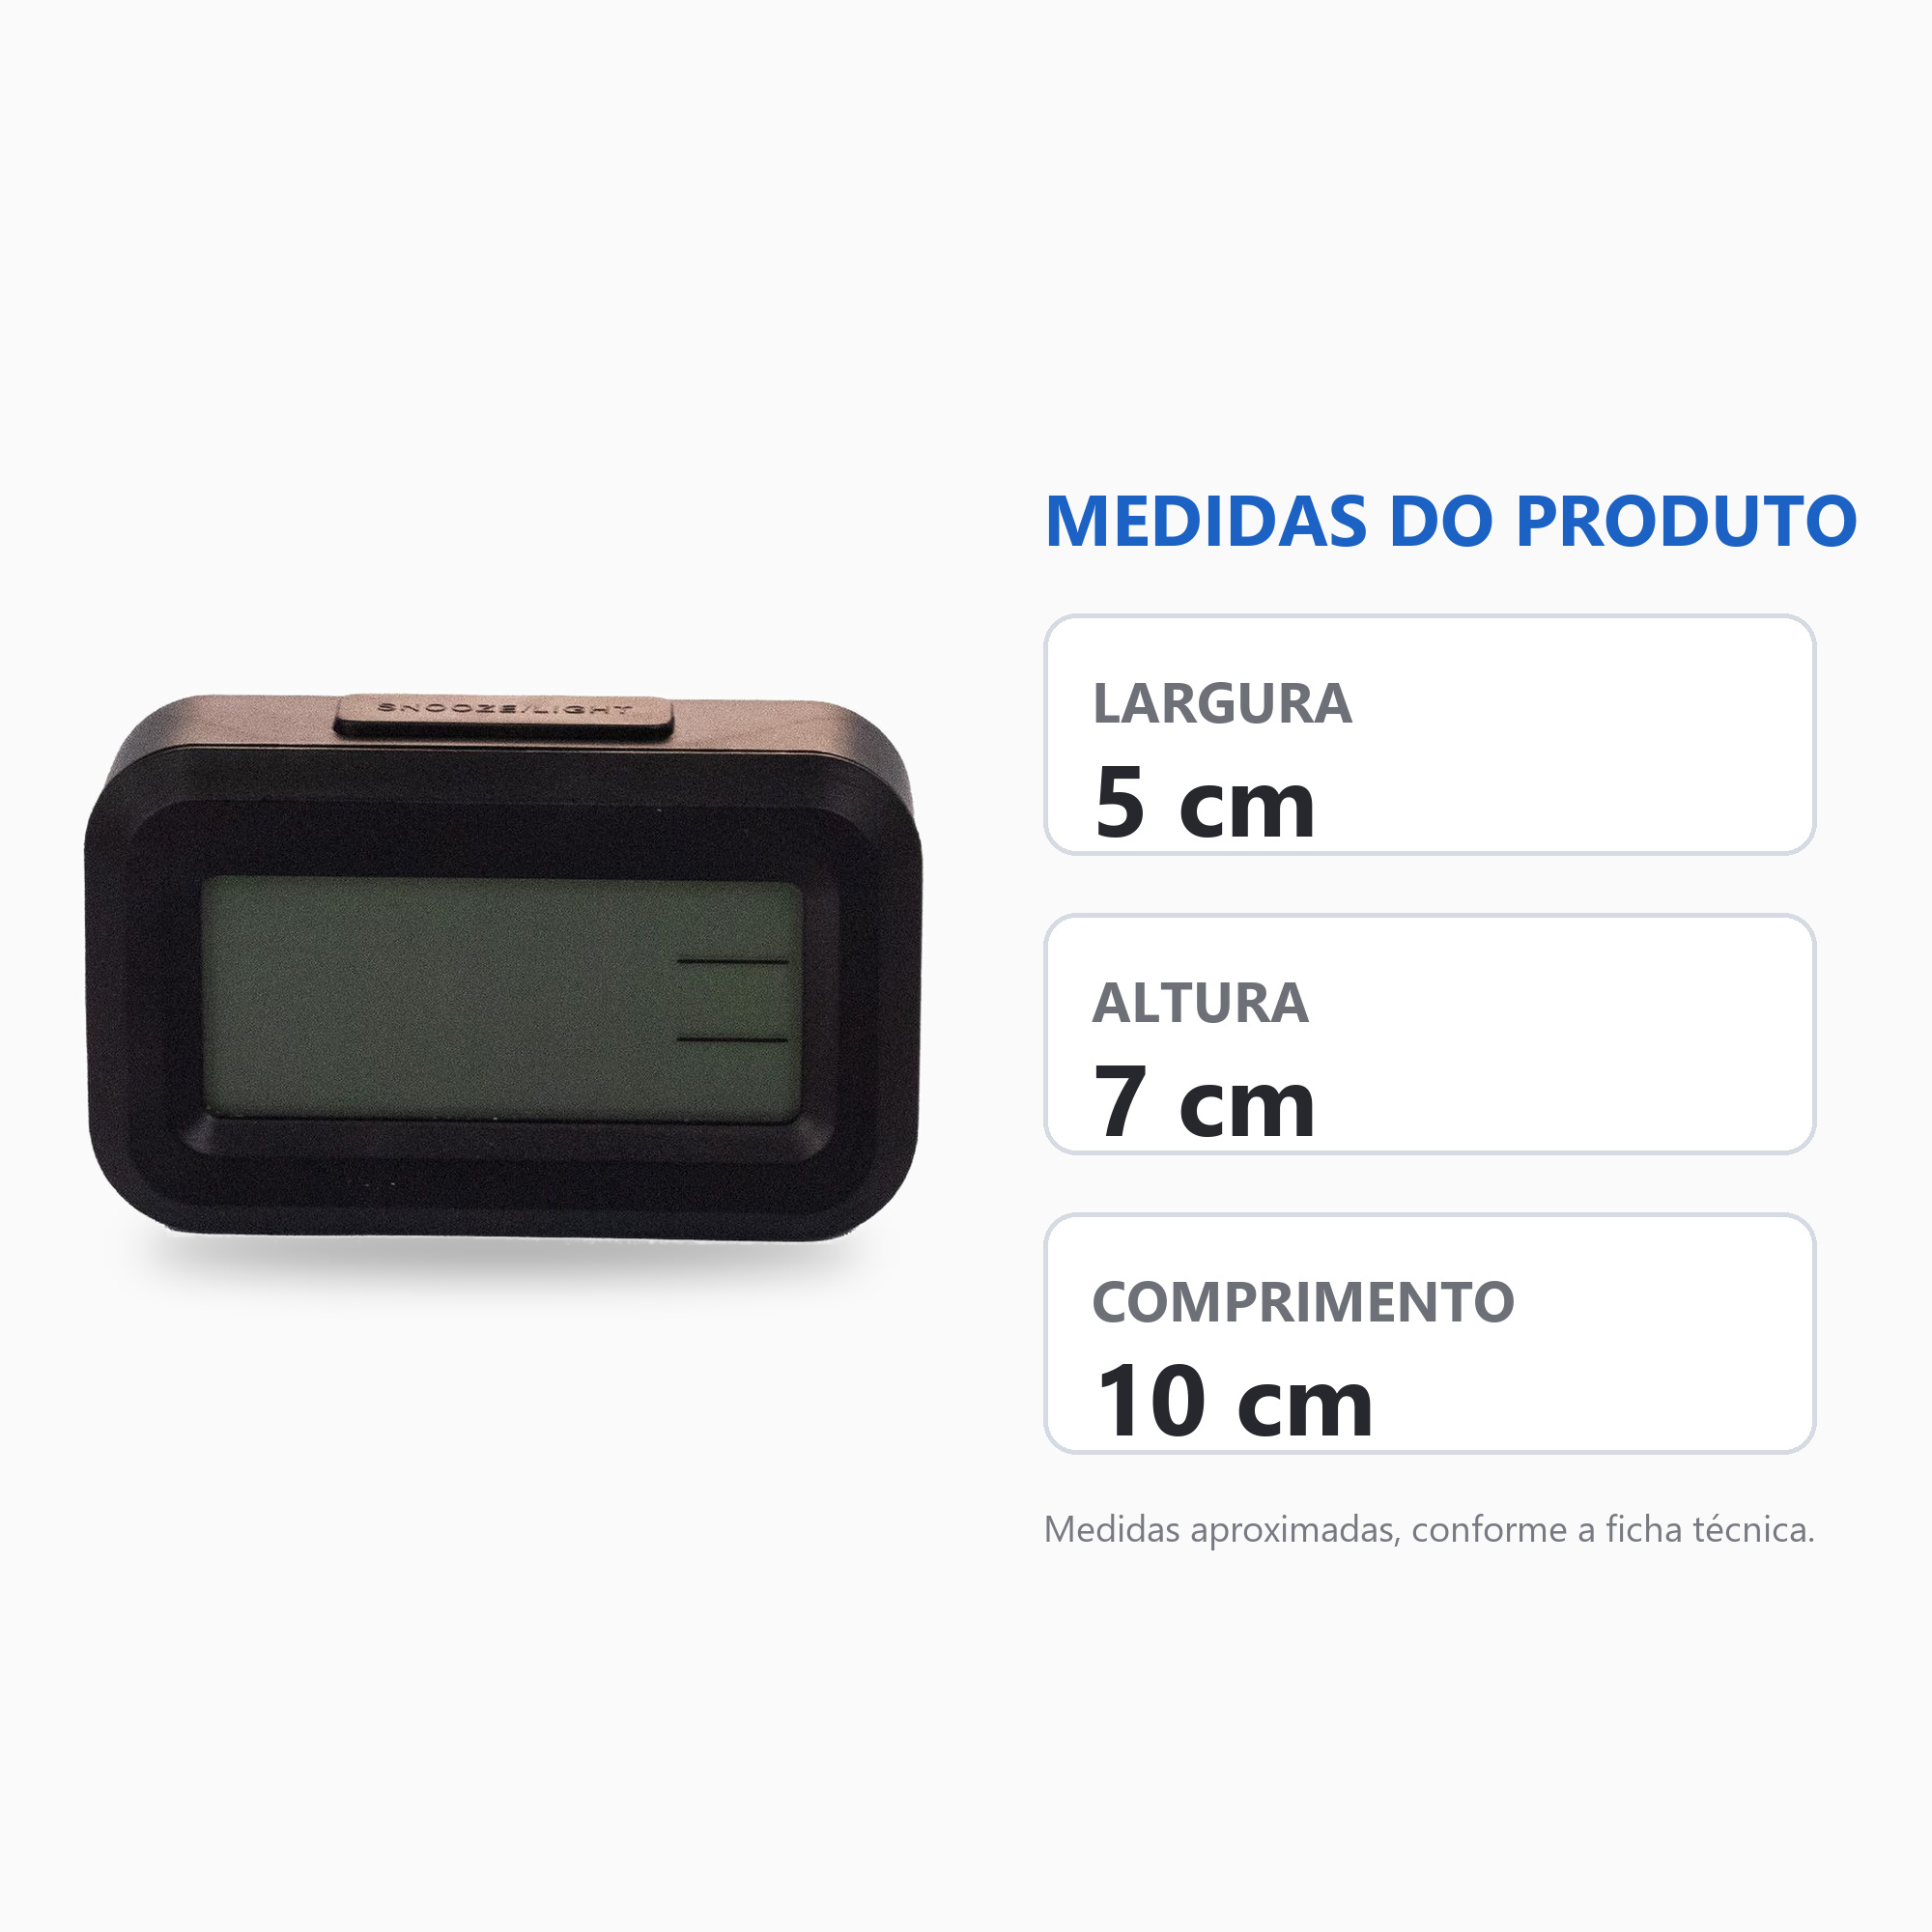 SNOOZE/LIGHT
MEDIDAS DO PRODUTO
LARGURA
5 cm
ALTURA
7 cm
COMPRIMENTO
10 cm
Medidas aproximadas, conforme a ficha técnica.